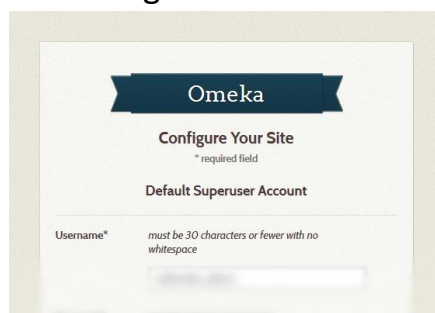 Omeka
Configure Your Site
* required field
Default Superuser Account
Username*
must be 30 characters or fewer with no
whitespace